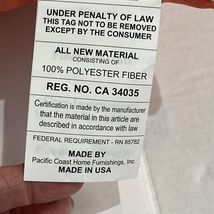 UNDER PENALTY OF LAW
THIS TAG NOT TO BE REMOVED
EXCEPT BY THE CONSUMER
ALL NEW MATERIAL
CONSISTING OF
100% POLYESTER FIBER
REG. NO. CA 34035
Certification is made by the manufacturer
that the material in this article are
described in accordance with law
FEDERAL REQUIREMENT - RN 85782
MADE BY
Pacific Coast Home Furnishings, Inc.
MADE IN USA